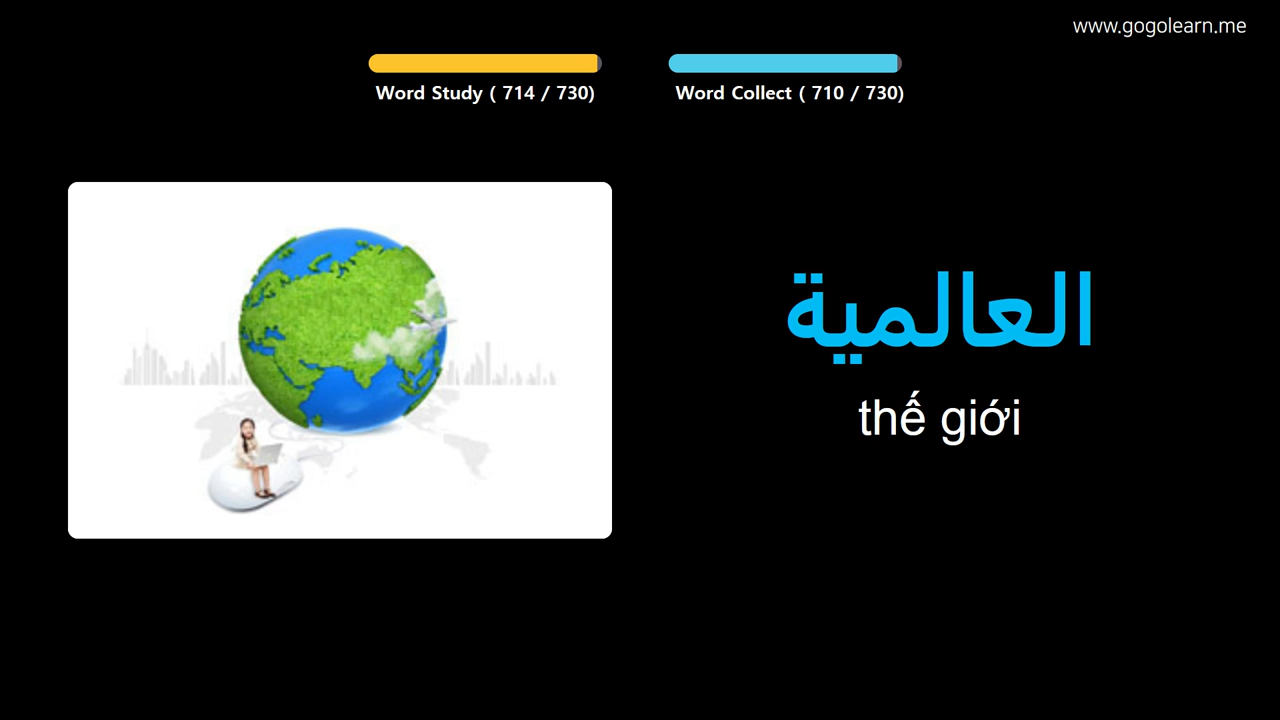 www.gogolearn.me
Word Study ( 714 / 730)
Word Collect ( 710 / 730)
العالمية
thế giới